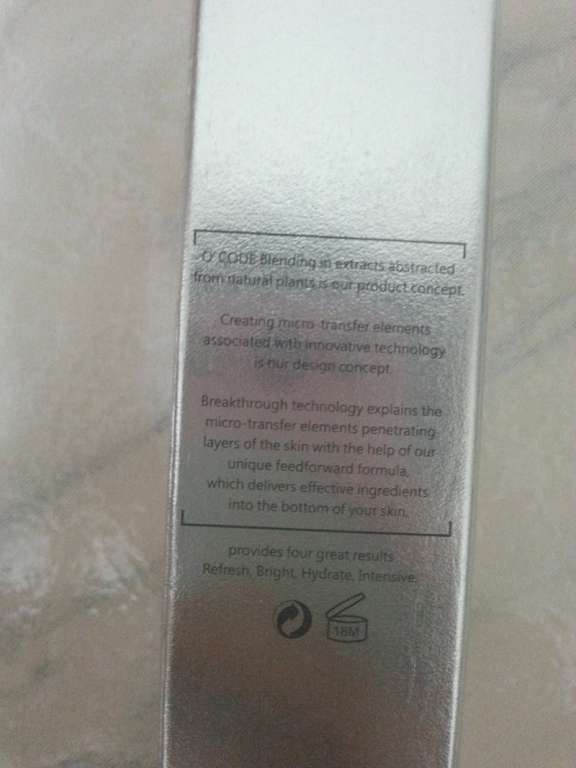 O' CODE Blending in extracts abstracted
from natural plants is our product concept.
Creating micro-transfer elements
associated with innovative technology
is our design concept.
Breakthrough technology explains the
micro-transfer elements penetrating
layers of the skin with the help of our
unique feedforward formula,
which delivers effective ingredients
into the bottom of your skin.
provides four great results
Refresh, Bright, Hydrate, Intensive.
18M